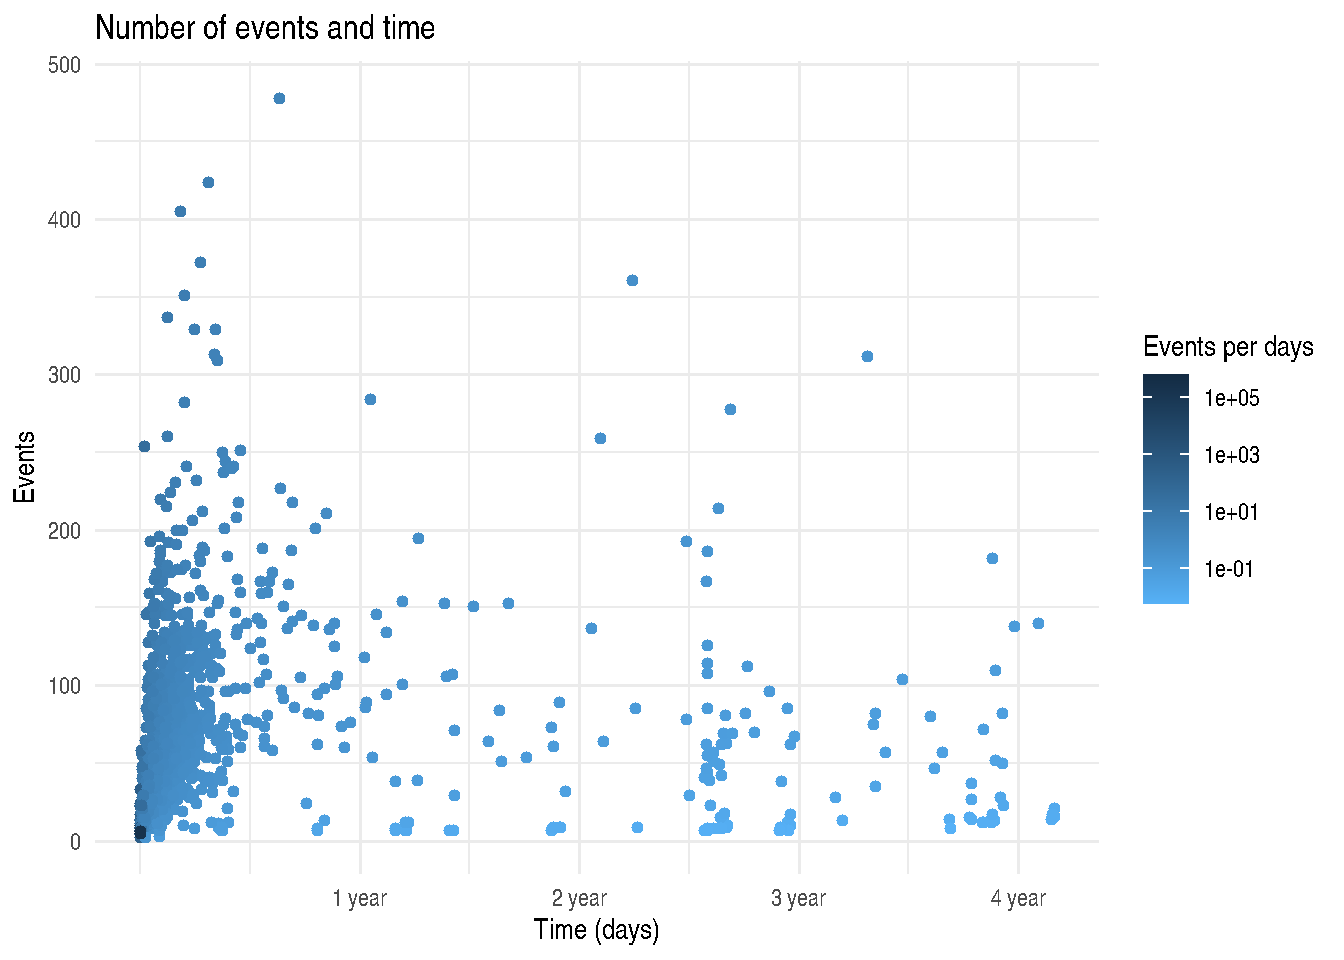 Number of events and time
500
400
300
200
100
0
Events
1 year
2 year
3 year
4 year
Time (days)
Events per days
1e+05
1e+03
1e+01
1e-01